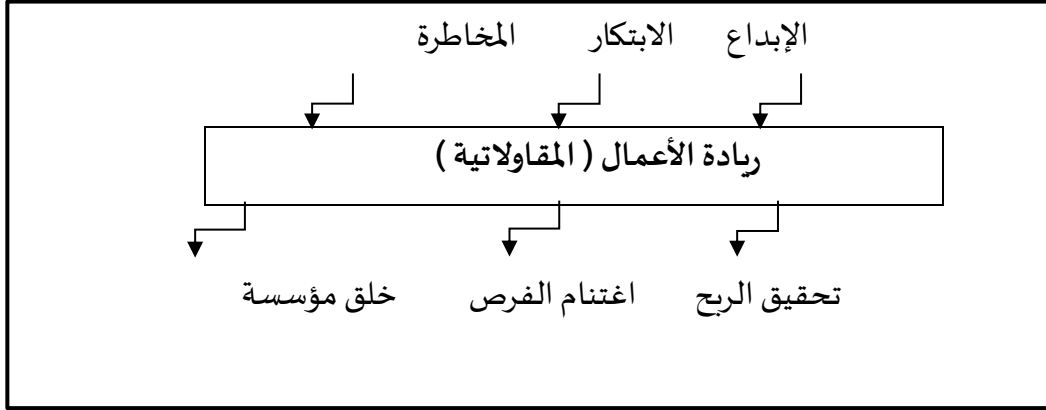 الإبداع الابتكار المخاطرة
ريادة الأعمال ( المقاولاتية )
تحقيق الربح اغتنام الفرص خلق مؤسسة